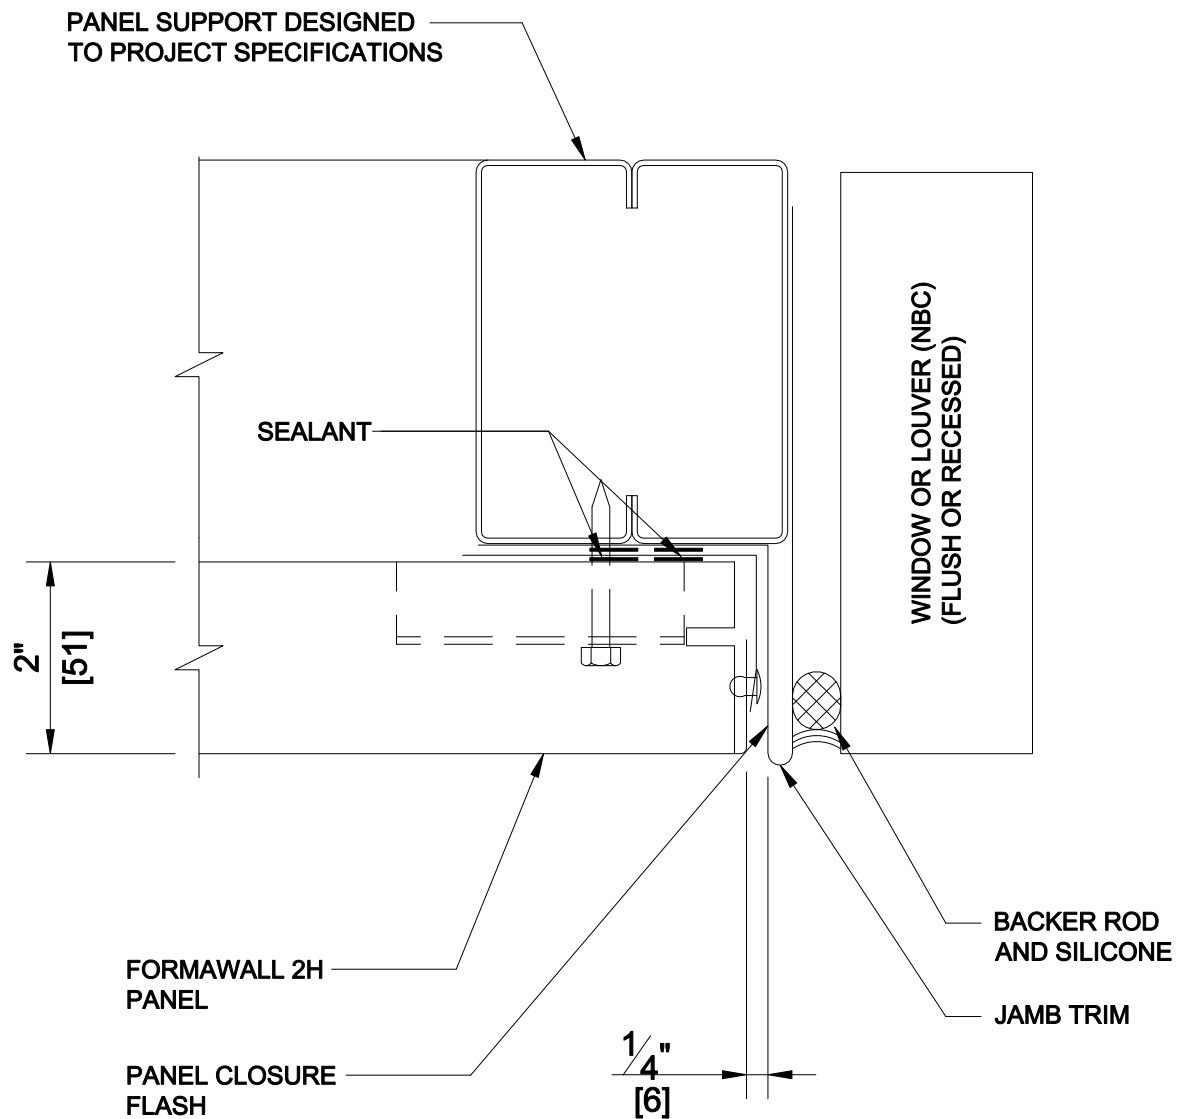 PANEL SUPPORT DESIGNED
TO PROJECT SPECIFICATIONS
WINDOW OR LOUVER (NBC)
(FLUSH OR RECESSED)
SEALANT
2"
[51]
BACKER ROD
AND SILICONE
FORMAWALL 2H
PANEL
JAMB TRIM
1/4"
[6]
PANEL CLOSURE
FLASH